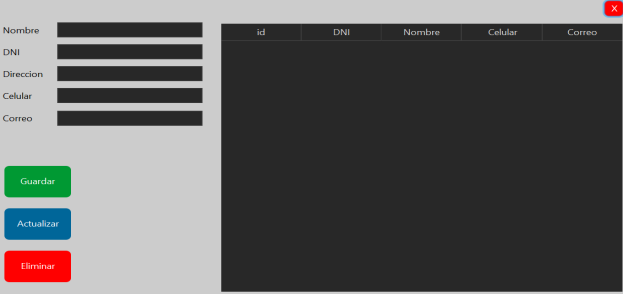 X
Nombre
DNI
Direccion
Celular
Correo
id DNI Nombre Celular Correo
Guardar
Actualizar
Eliminar